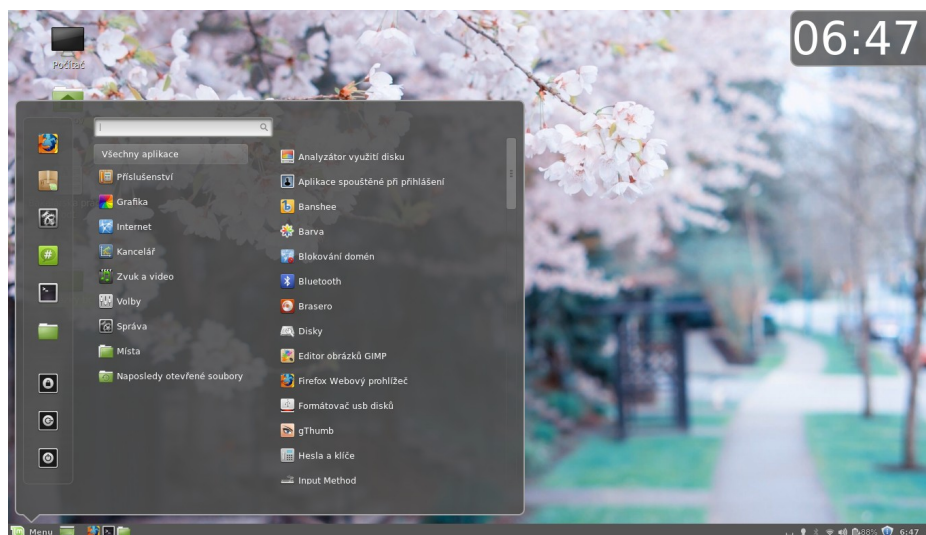 06:47
Počítač
Všechny aplikace
Příslušenství
Grafika
Internet
Kancelář
Zvuk a video
Volby
Správa
Místa
Naposledy otevřené soubory
Analyzátor využití disku
Aplikace spouštěné při přihlášení
Banshee
Barva
Blokování domén
Bluetooth
Brasero
Disky
Editor obrázků GIMP
Firefox Webový prohlížeč
Formátovač usb disků
gThumb
Hesla a klíče
Input Method
Menu
88%
6:47